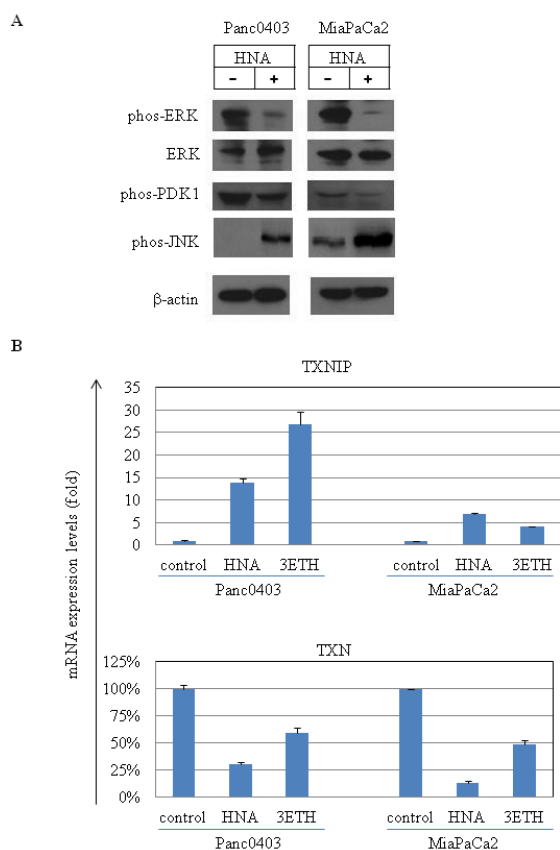 A
Panc0403 MiaPaCa2
HNA HNA
- + - +
phos-ERK
ERK
phos-PDK1
phos-JNK
β-actin
B
mRNA expression levels (fold)
TXNIP
35
30
25
20
15
10
5
0
control HNA 3ETH control HNA 3ETH
Panc0403 MiaPaCa2
TXN
125%
100%
75%
50%
25%
0%
control HNA 3ETH control HNA 3ETH
Panc0403 MiaPaCa2